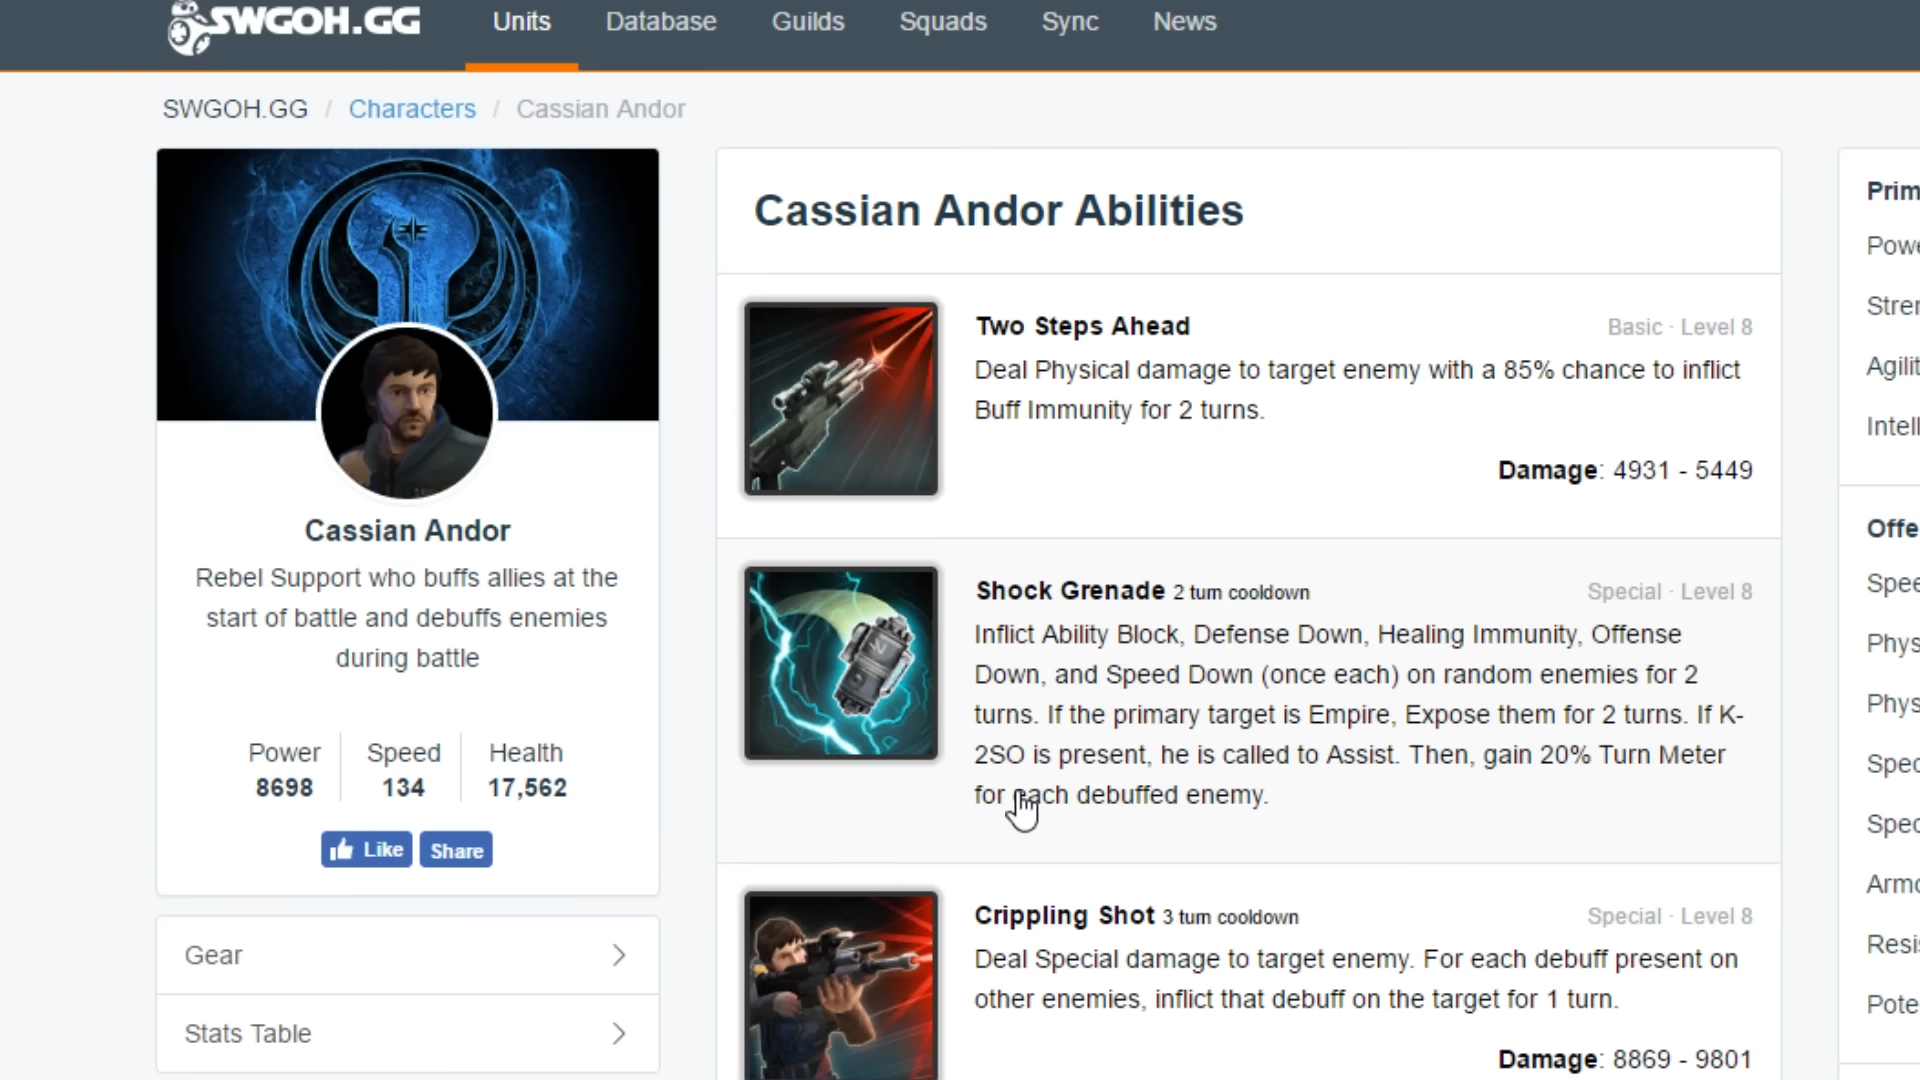 SWGOH.GG
Units Database Guilds Squads Sync News
SWGOH.GG / Characters / Cassian Andor
Cassian Andor
Rebel Support who buffs allies at the
start of battle and debuffs enemies
during battle
Power Speed Health
8698 134 17,562
Like Share
Gear
Stats Table
Cassian Andor Abilities
Two Steps Ahead Basic · Level 8
Deal Physical damage to target enemy with a 85% chance to inflict
Buff Immunity for 2 turns.
Damage: 4931 - 5449
Shock Grenade 2 turn cooldown Special · Level 8
Inflict Ability Block, Defense Down, Healing Immunity, Offense
Down, and Speed Down (once each) on random enemies for 2
turns. If the primary target is Empire, Expose them for 2 turns. If K-
2SO is present, he is called to Assist. Then, gain 20% Turn Meter
for each debuffed enemy.
Crippling Shot 3 turn cooldown Special · Level 8
Deal Special damage to target enemy. For each debuff present on
other enemies, inflict that debuff on the target for 1 turn.
Damage: 8869 - 9801